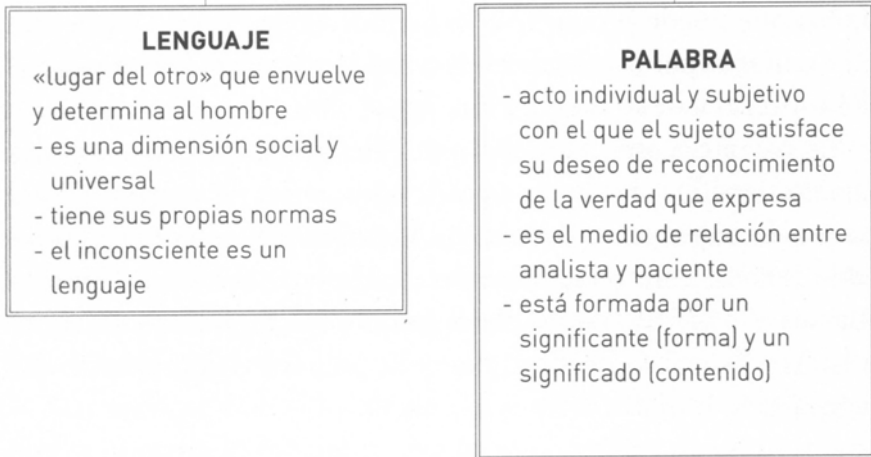 LENGUAJE
«lugar del otro» que envuelve
y determina al hombre
- es una dimensión social y
universal
- tiene sus propias normas
- el inconsciente es un
lenguaje
PALABRA
- acto individual y subjetivo
con el que el sujeto satisface
su deseo de reconocimiento
de la verdad que expresa
- es el medio de relación entre
analista y paciente
- está formada por un
significante (forma) y un
significado (contenido)